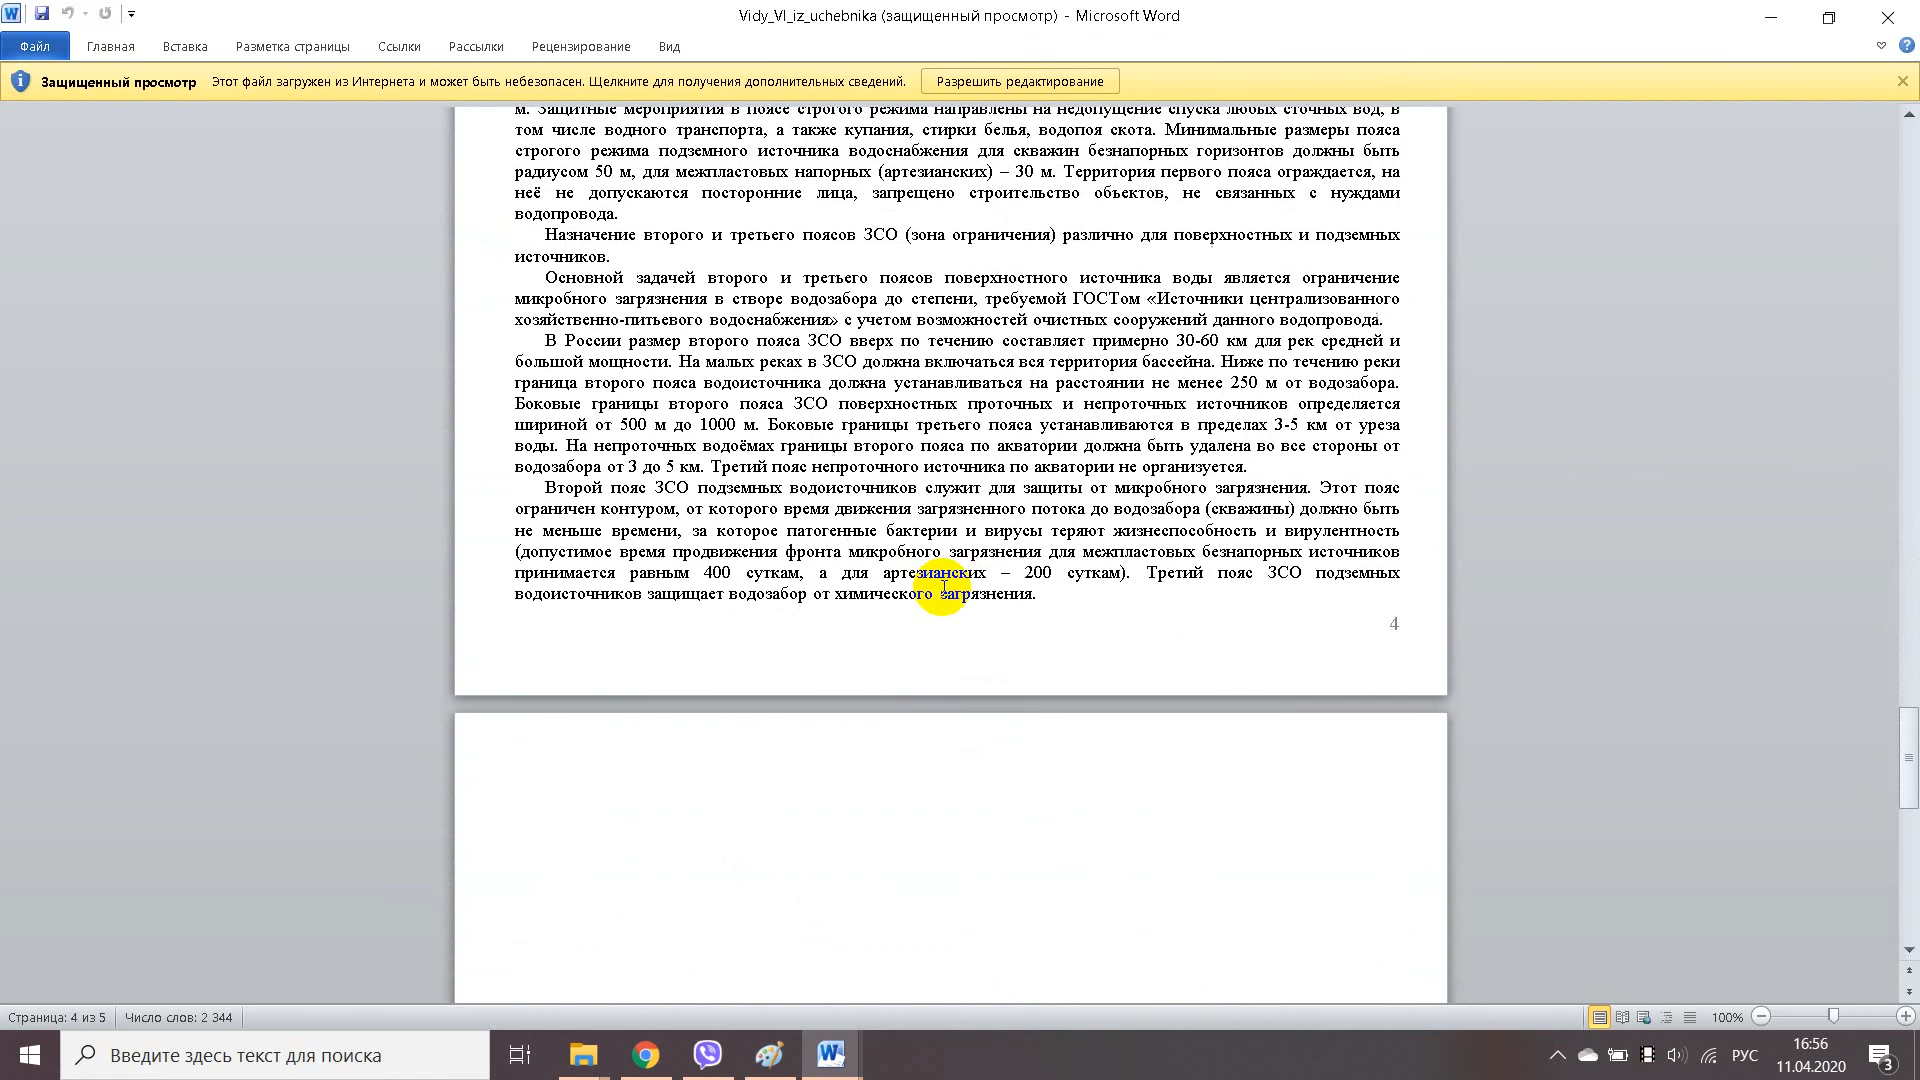 Vidy_VI_iz_uchebnika (защищенный просмотр) - Microsoft Word
Файл Главная Вставка Разметка страницы Ссылки Рассылки Рецензирование Вид
Защищенный просмотр Этот файл загружен из Интернета и может быть небезопасен. Щелкните для получения дополнительных сведений. Разрешить редактирование
м. Защитные мероприятия в поясе строгого режима направлены на недопущение спуска любых сточных вод, в
том числе водного транспорта, а также купания, стирки белья, водопоя скота. Минимальные размеры пояса
строгого режима подземного источника водоснабжения для скважин безнапорных горизонтов должны быть
радиусом 50 м, для межпластовых напорных (артезианских) – 30 м. Территория первого пояса ограждается, на
неё не допускаются посторонние лица, запрещено строительство объектов, не связанных с нуждами
водопровода.
Назначение второго и третьего поясов ЗСО (зона ограничения) различно для поверхностных и подземных
источников.
Основной задачей второго и третьего поясов поверхностного источника воды является ограничение
микробного загрязнения в створе водозабора до степени, требуемой ГОСТом «Источники централизованного
хозяйственно-питьевого водоснабжения» с учетом возможностей очистных сооружений данного водопровода.
В России размер второго пояса ЗСО вверх по течению составляет примерно 30-60 км для рек средней и
большой мощности. На малых реках в ЗСО должна включаться вся территория бассейна. Ниже по течению реки
граница второго пояса водоисточника должна устанавливаться на расстоянии не менее 250 м от водозабора.
Боковые границы второго пояса ЗСО поверхностных проточных и непроточных источников определяется
шириной от 500 м до 1000 м. Боковые границы третьего пояса устанавливаются в пределах 3-5 км от уреза
воды. На непроточных водоёмах границы второго пояса по акватории должна быть удалена во все стороны от
водозабора от 3 до 5 км. Третий пояс непроточного источника по акватории не организуется.
Второй пояс ЗСО подземных водоисточников служит для защиты от микробного загрязнения. Этот пояс
ограничен контуром, от которого время движения загрязненного потока до водозабора (скважины) должно быть
не меньше времени, за которое патогенные бактерии и вирусы теряют жизнеспособность и вирулентность
(допустимое время продвижения фронта микробного загрязнения для межпластовых безнапорных источников
принимается равным 400 суткам, а для артезианских – 200 суткам). Третий пояс ЗСО подземных
водоисточников защищает водозабор от химического загрязнения.
4
Страница: 4 из 5 Число слов: 2 344 100%
Введите здесь текст для поиска РУС 16:56
11.04.2020 3